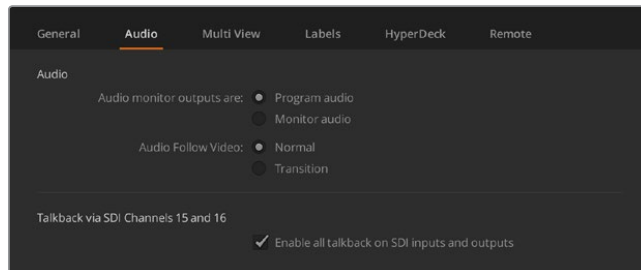 General Audio Multi View Labels HyperDeck Remote
Audio
Audio monitor outputs are: Program audio
Monitor audio
Audio Follow Video: Normal
Transition
Talkback via SDI Channels 15 and 16
Enable all talkback on SDI inputs and outputs